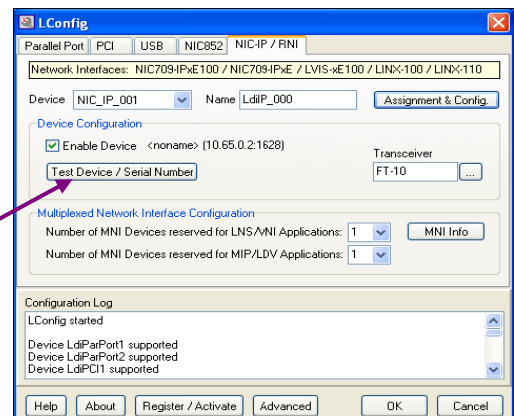 LConfig
Parallel Port PCI USB NIC852 NIC-IP / RNI
Network Interfaces: NIC709-IPxE100 / NIC709-IPxE / LVIS-xE100 / LINX-100 / LINX-110
Device NIC_IP_001 Name LdiIP_000 Assignment & Config.
Device Configuration
Enable Device <noname> (10.65.0.2:1628)
Transceiver
Test Device / Serial Number FT-10 ...
Multiplexed Network Interface Configuration
Number of MNI Devices reserved for LNS/VNI Applications: 1 MNI Info
Number of MNI Devices reserved for MIP/LDV Applications: 1
Configuration Log
LConfig started
Device LdiParPort1 supported
Device LdiParPort2 supported
Device LdiPCI1 supported
Help About Register / Activate Advanced OK Cancel